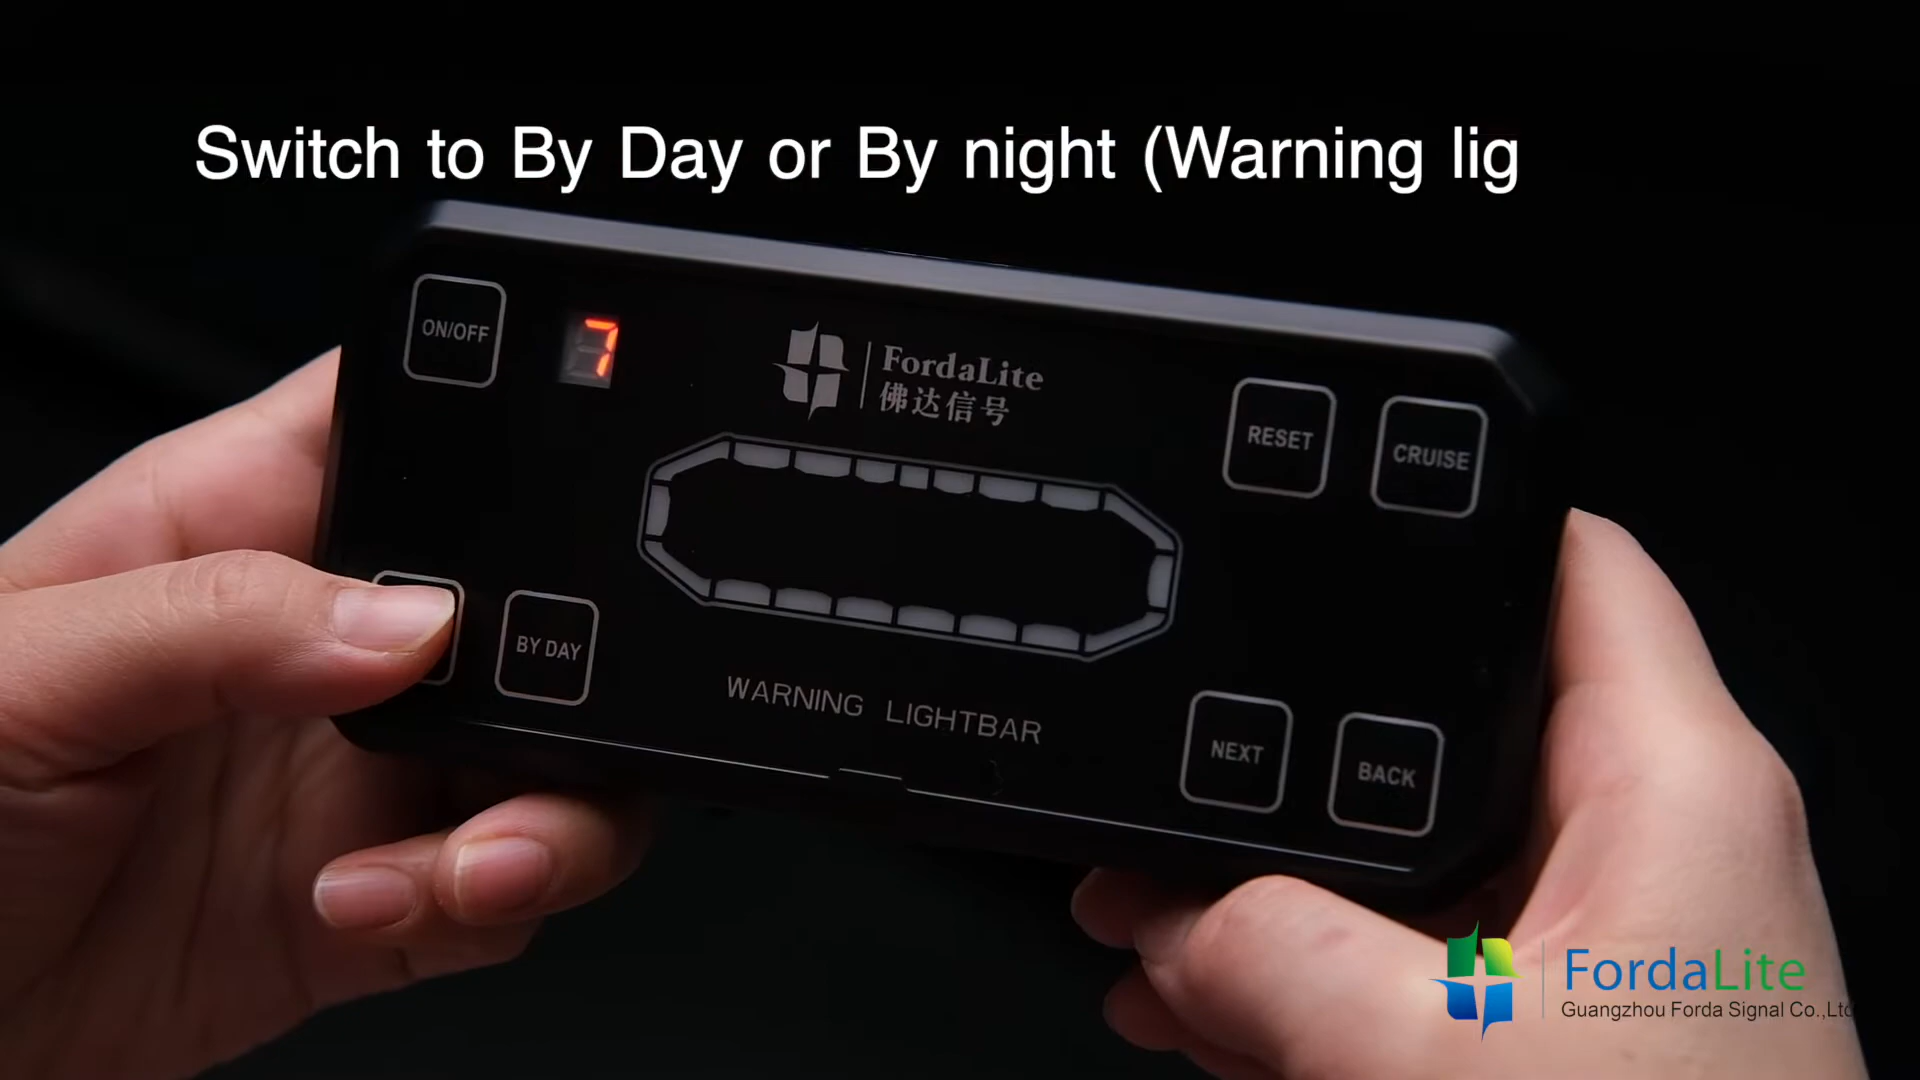 Switch to By Day or By night (Warning lig
ON/OFF
7
FordaLite
佛达信号
RESET
CRUISE
BY DAY
WARNING LIGHTBAR
NEXT
BACK
FordaLite
Guangzhou Forda Signal Co.,Ltd